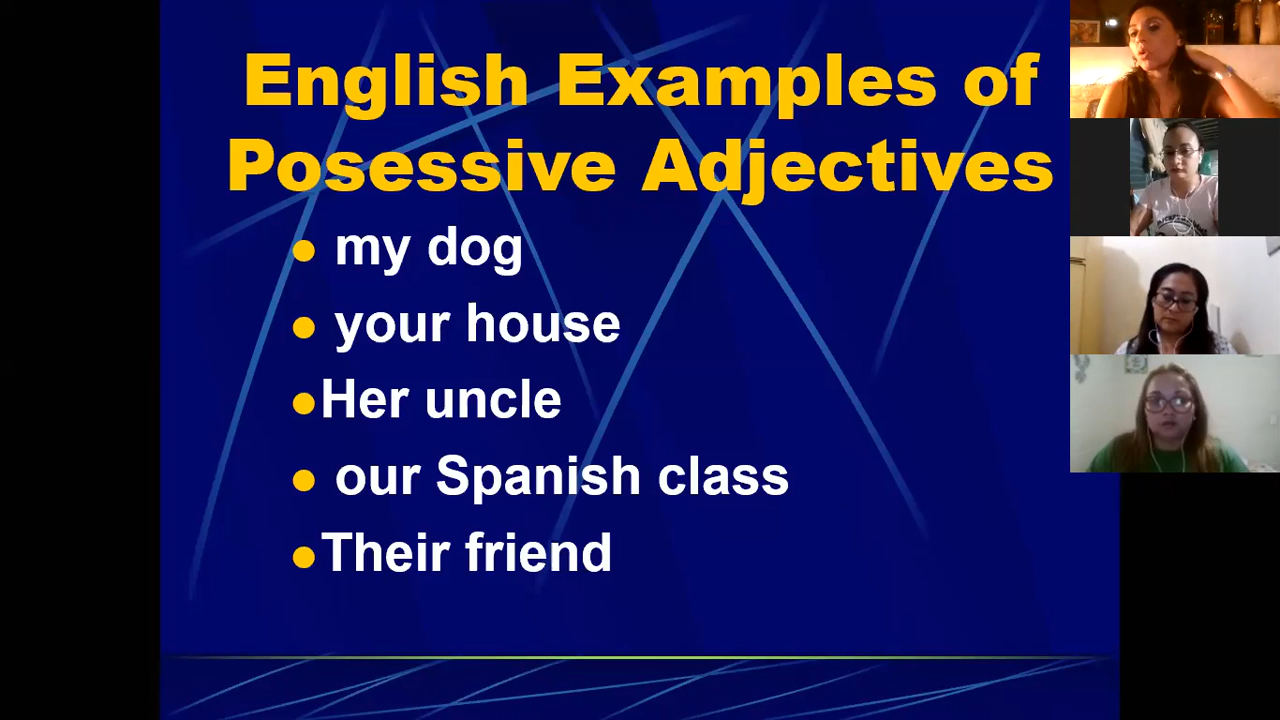 English Examples of
Posessive Adjectives
● my dog
● your house
●Her uncle
● our Spanish class
●Their friend